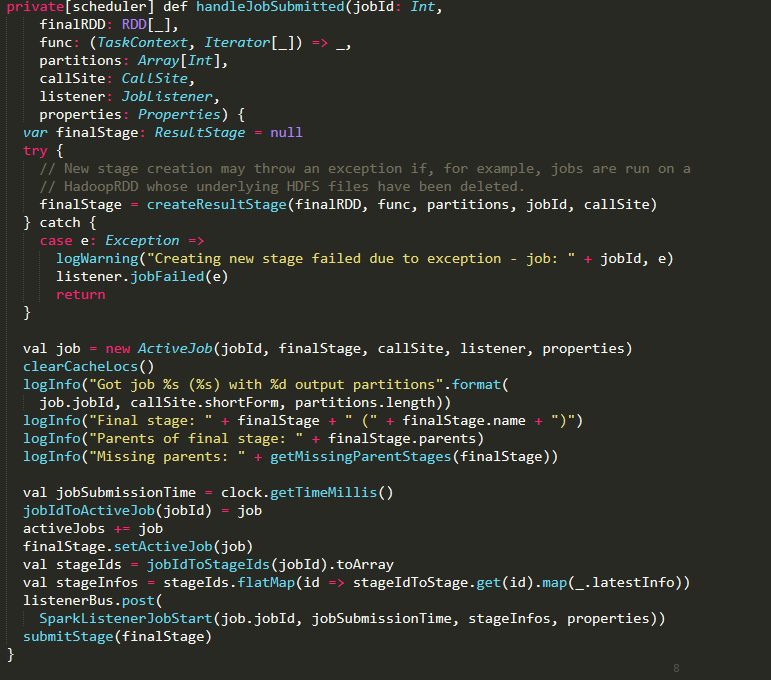 private[scheduler] def handleJobSubmitted(jobId: Int,
    finalRDD: RDD[_],
    func: (TaskContext, Iterator[_]) => _,
    partitions: Array[Int],
    callSite: CallSite,
    listener: JobListener,
    properties: Properties) {
  var finalStage: ResultStage = null
  try {
    // New stage creation may throw an exception if, for example, jobs are run on a
    // HadoopRDD whose underlying HDFS files have been deleted.
    finalStage = createResultStage(finalRDD, func, partitions, jobId, callSite)
  } catch {
    case e: Exception =>
      logWarning("Creating new stage failed due to exception - job: " + jobId, e)
      listener.jobFailed(e)
      return
  }

  val job = new ActiveJob(jobId, finalStage, callSite, listener, properties)
  clearCacheLocs()
  logInfo("Got job %s (%s) with %d output partitions".format(
    job.jobId, callSite.shortForm, partitions.length))
  logInfo("Final stage: " + finalStage + " (" + finalStage.name + ")")
  logInfo("Parents of final stage: " + finalStage.parents)
  logInfo("Missing parents: " + getMissingParentStages(finalStage))

  val jobSubmissionTime = clock.getTimeMillis()
  jobIdToActiveJob(jobId) = job
  activeJobs += job
  finalStage.setActiveJob(job)
  val stageIds = jobIdToStageIds(jobId).toArray
  val stageInfos = stageIds.flatMap(id => stageIdToStage.get(id).map(_.latestInfo))
  listenerBus.post(
    SparkListenerJobStart(job.jobId, jobSubmissionTime, stageInfos, properties))
  submitStage(finalStage)
}
8